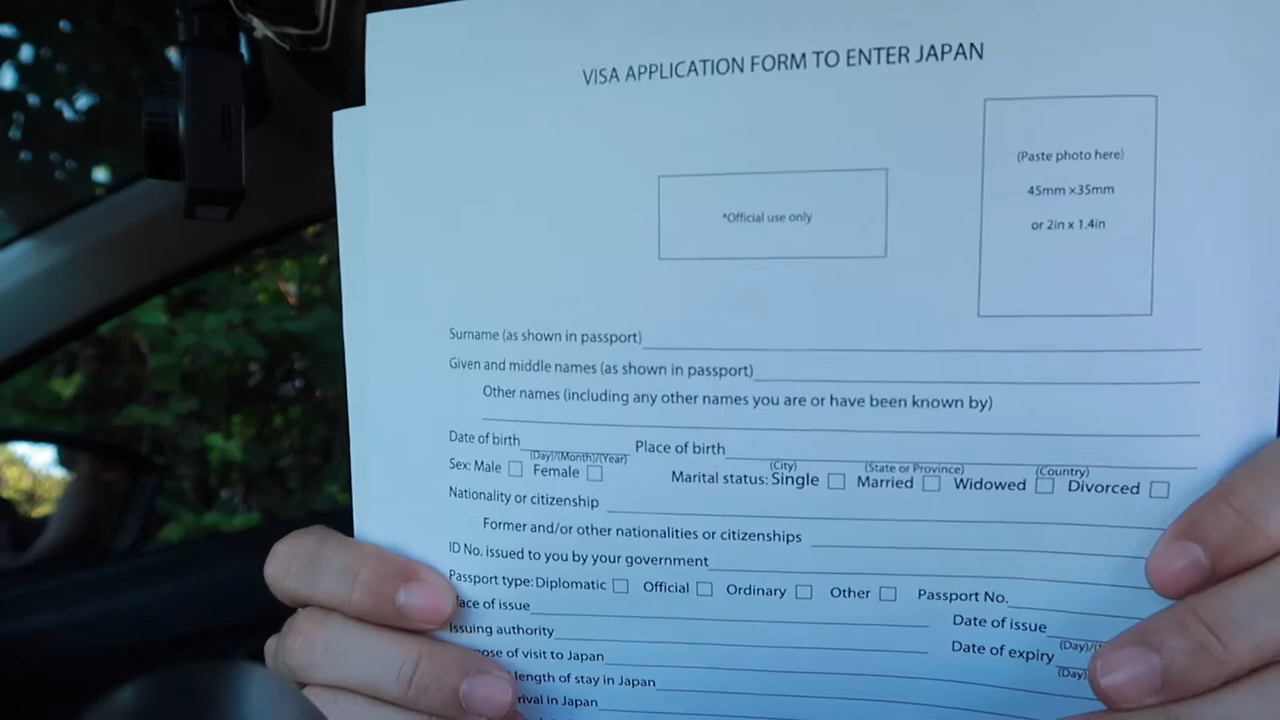 VISA APPLICATION FORM TO ENTER JAPAN
(Paste photo here)
45mm ×35mm
or 2in x 1.4in
*Official use only
Surname (as shown in passport)
Given and middle names (as shown in passport)
Other names (including any other names you are or have been known by)
Date of birth Place of birth
(Day)/(Month)/(Year) (City) (State or Province) (Country)
Sex: Male Female Marital status: Single Married Widowed Divorced
Nationality or citizenship
Former and/or other nationalities or citizenships
ID No. issued to you by your government
Passport type: Diplomatic Official Ordinary Other Passport No.
lace of issue Date of issue
(Day)/
Issuing authority Date of expiry
(Day)
ose of visit to Japan
length of stay in Japan
rival in Japan